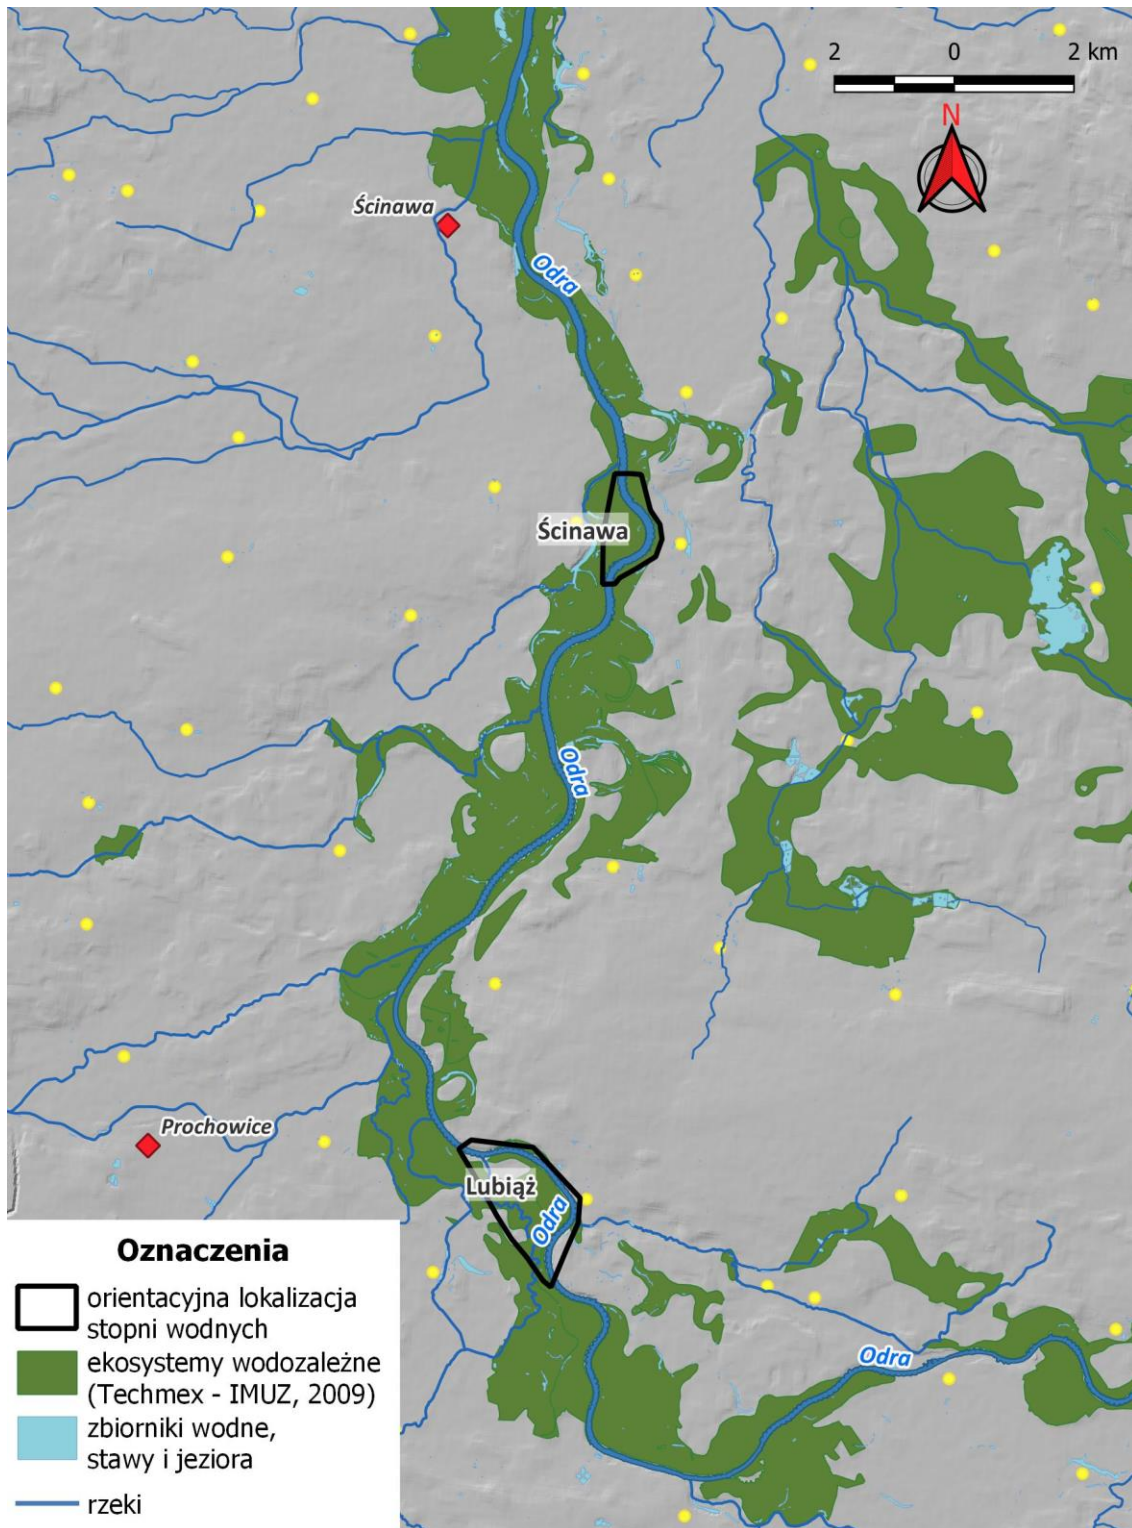 2 0 2 km
N
Ścinawa
Odra
Ścinawa
Odra
Prochowice
Lubiąż
Odra
Odra
Oznaczenia
orientacyjna lokalizacja
stopni wodnych
ekosystemy wodozależne
(Techmex - IMUZ, 2009)
zbiorniki wodne,
stawy i jeziora
rzeki